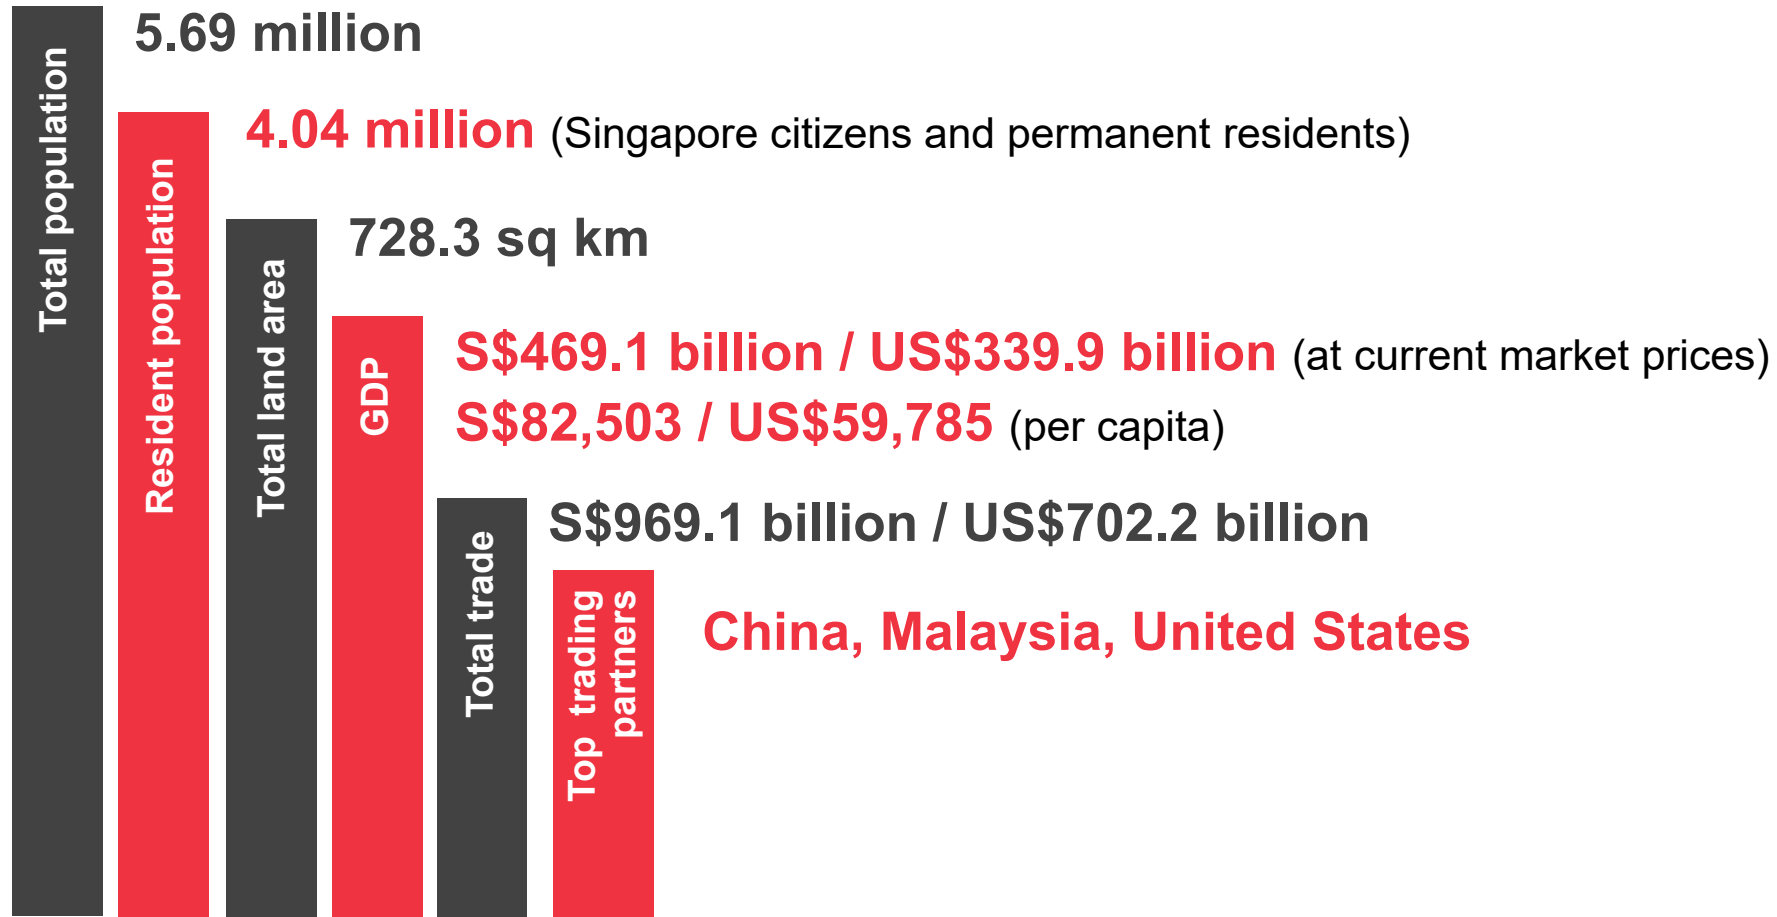 Total population
5.69 million
Resident population
4.04 million (Singapore citizens and permanent residents)
Total land area
728.3 sq km
GDP
S$469.1 billion / US$339.9 billion (at current market prices)
S$82,503 / US$59,785 (per capita)
Total trade
S$969.1 billion / US$702.2 billion
Top trading
partners
China, Malaysia, United States